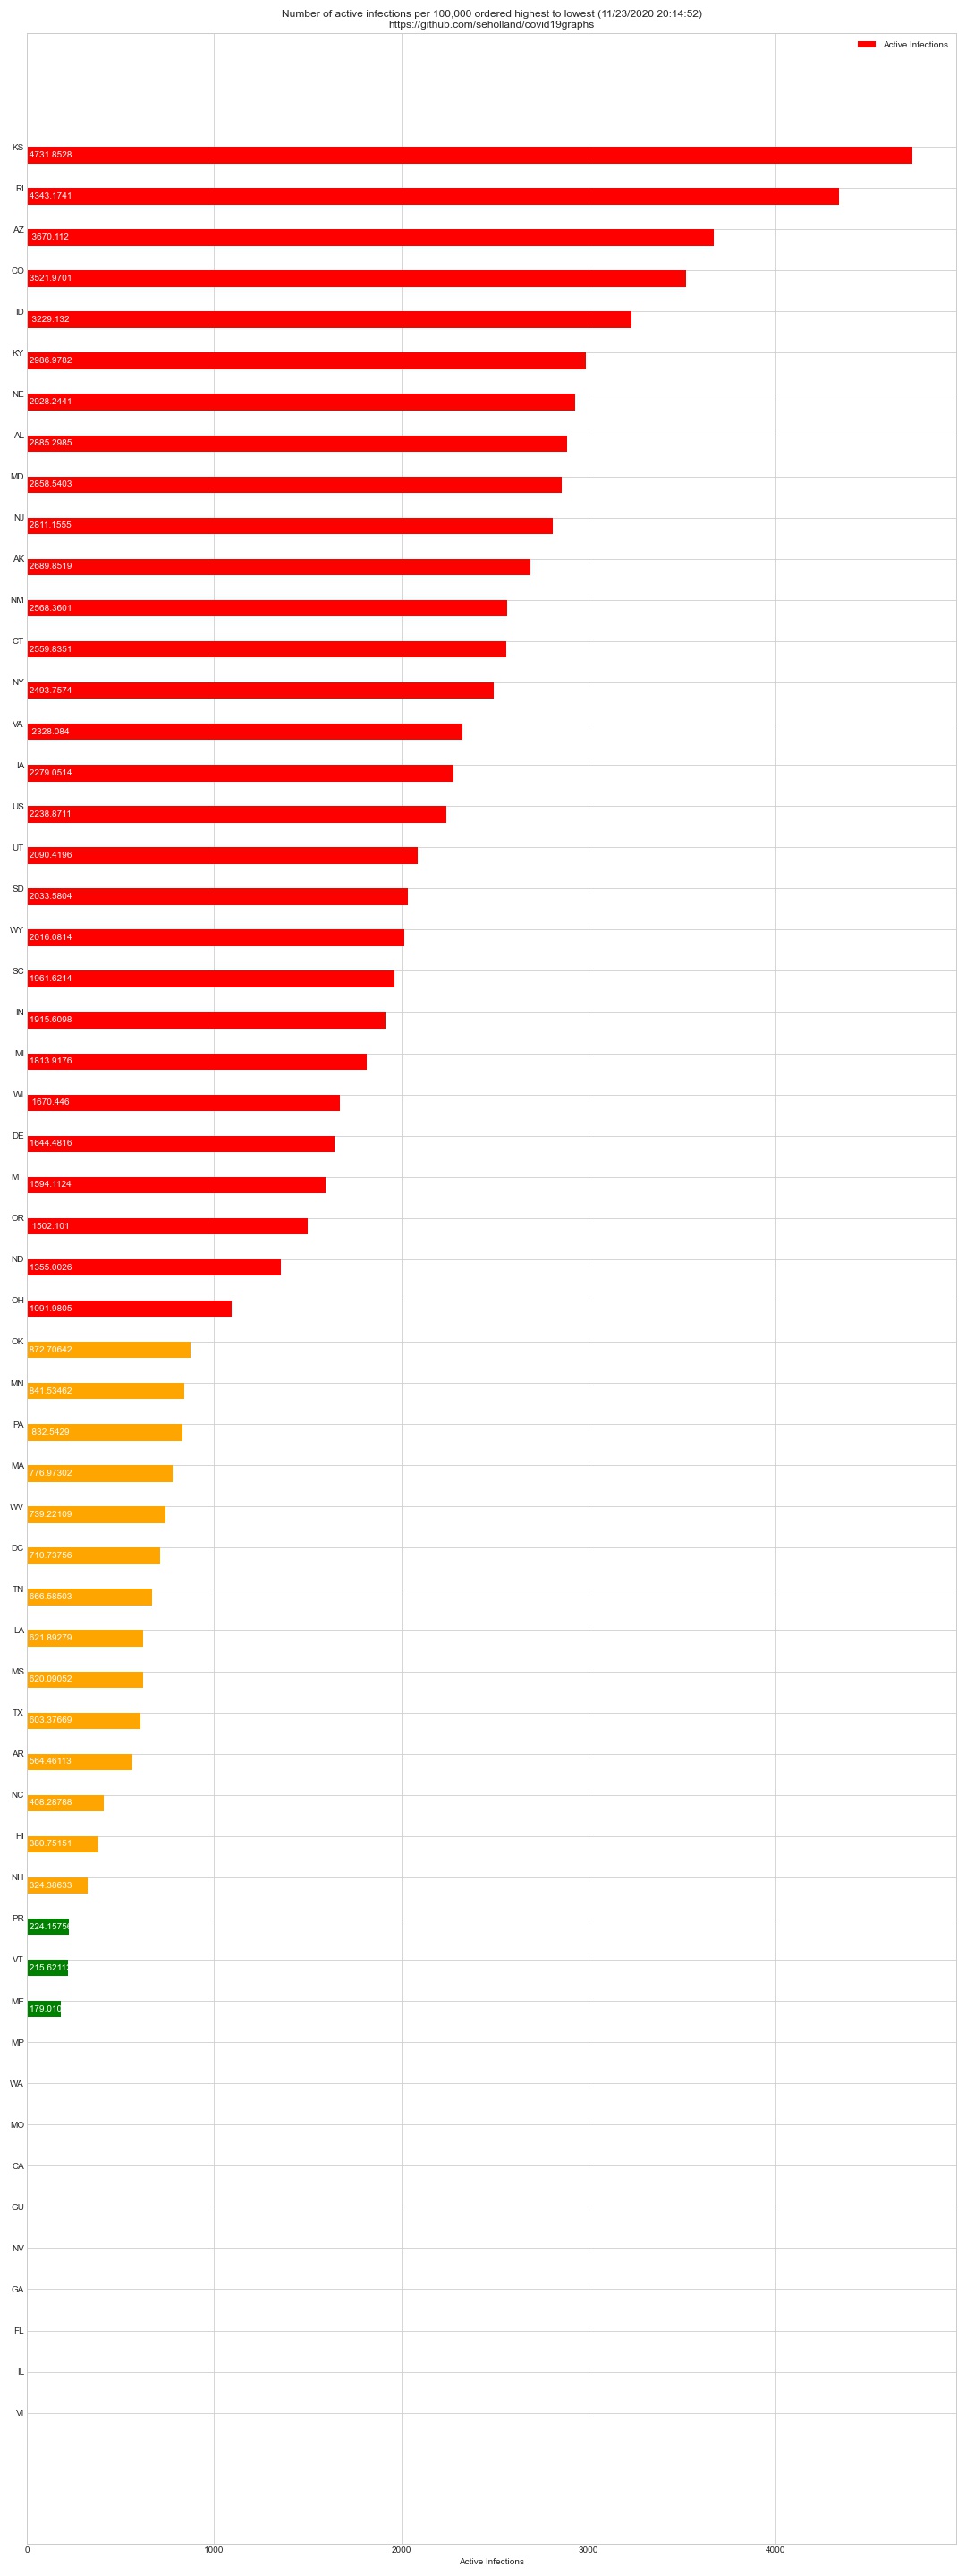 Number of active infections per 100,000 ordered highest to lowest (11/23/2020 20:14:52)
https://github.com/seholland/covid19graphs
Active Infections
KS 4731.8528
RI 4343.1741
AZ 3670.112
CO 3521.9701
ID 3229.132
KY 2986.9782
NE 2928.2441
AL 2885.2985
MD 2858.5403
NJ 2811.1555
AK 2689.8519
NM 2568.3601
CT 2559.8351
NY 2493.7574
VA 2328.084
IA 2279.0514
US 2238.8711
UT 2090.4196
SD 2033.5804
WY 2016.0814
SC 1961.6214
IN 1915.6098
MI 1813.9176
WI 1670.446
DE 1644.4816
MT 1594.1124
OR 1502.101
ND 1355.0026
OH 1091.9805
OK 872.70642
MN 841.53462
PA 832.5429
MA 776.97302
WV 739.22109
DC 710.73756
TN 666.58503
LA 621.89279
MS 620.09052
TX 603.37669
AR 564.46113
NC 408.28788
HI 380.75151
NH 324.38633
PR 224.15756
VT 215.62112
ME 179.010
MP
WA
MO
CA
GU
NV
GA
FL
IL
VI
0 1000 2000 3000 4000
Active Infections